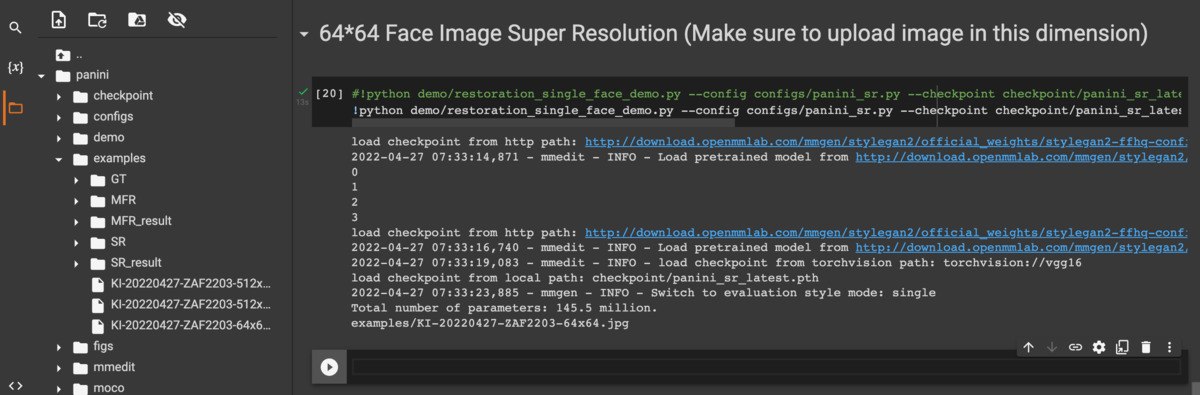 64*64 Face Image Super Resolution (Make sure to upload image in this dimension)
{x}
..
panini
checkpoint
configs
demo
examples
GT
MFR
MFR_result
SR
SR_result
KI-20220427-ZAF2203-512x...
KI-20220427-ZAF2203-512x...
KI-20220427-ZAF2203-64x6...
figs
mmedit
moco
<>
13s
[20] #!python demo/restoration_single_face_demo.py --config configs/panini_sr.py --checkpoint checkpoint/panini_sr_late
!python demo/restoration_single_face_demo.py --config configs/panini_sr.py --checkpoint checkpoint/panini_sr_lates
load checkpoint from http path: http://download.openmmlab.com/mmgen/stylegan2/official_weights/stylegan2-ffhq-confi
2022-04-27 07:33:14,871 - mmedit - INFO - Load pretrained model from http://download.openmmlab.com/mmgen/stylegan2,
0
1
2
3
load checkpoint from http path: http://download.openmmlab.com/mmgen/stylegan2/official_weights/stylegan2-ffhq-confi
2022-04-27 07:33:16,740 - mmedit - INFO - Load pretrained model from http://download.openmmlab.com/mmgen/stylegan2,
2022-04-27 07:33:19,083 - mmedit - INFO - load checkpoint from torchvision path: torchvision://vgg16
load checkpoint from local path: checkpoint/panini_sr_latest.pth
2022-04-27 07:33:23,885 - mmgen - INFO - Switch to evaluation style mode: single
Total number of parameters: 145.5 million.
examples/KI-20220427-ZAF2203-64x64.jpg